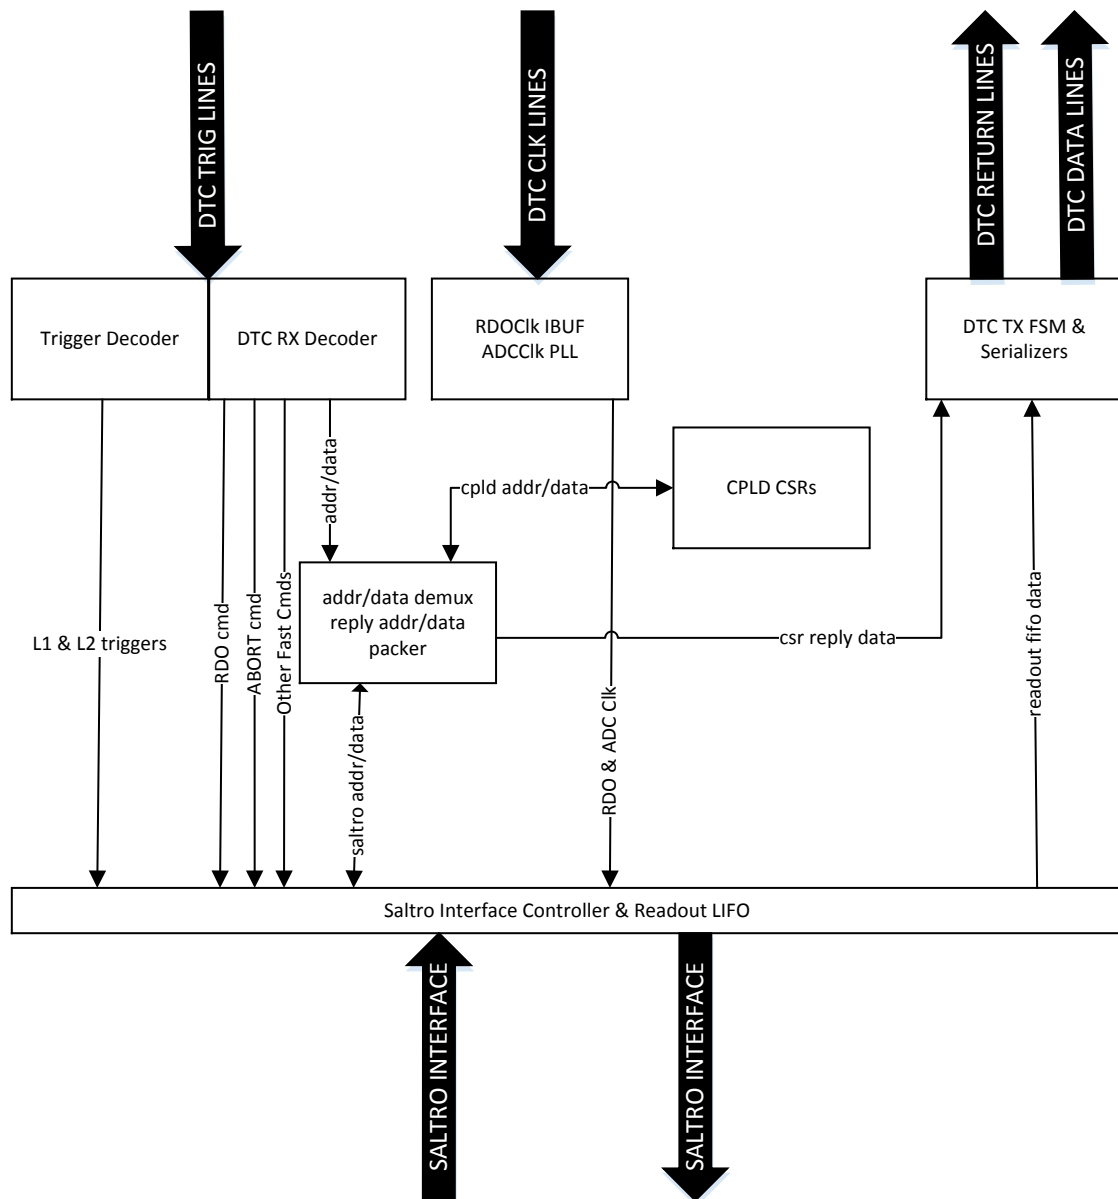 DTC TRIG LINES
DTC CLK LINES
DTC RETURN LINES
DTC DATA LINES
Trigger Decoder
DTC RX Decoder
RDOClk IBUF
ADCClk PLL
DTC TX FSM &
Serializers
addr/data
cpld addr/data
CPLD CSRs
addr/data demux
reply addr/data
packer
csr reply data
L1 & L2 triggers
RDO cmd
ABORT cmd
Other Fast Cmds
saltro addr/data
RDO & ADC Clk
readout fifo data
Saltro Interface Controller & Readout LIFO
SALTRO INTERFACE
SALTRO INTERFACE